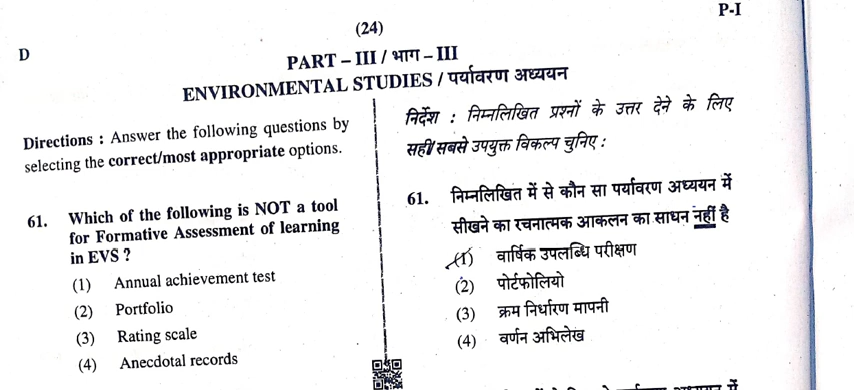 P-I
(24)
D
PART – III / भाग – III
ENVIRONMENTAL STUDIES / पर्यावरण अध्ययन
Directions : Answer the following questions by
selecting the correct/most appropriate options.
61. Which of the following is NOT a tool
for Formative Assessment of learning
in EVS ?
(1) Annual achievement test
(2) Portfolio
(3) Rating scale
(4) Anecdotal records
निर्देश : निम्नलिखित प्रश्नों के उत्तर देने के लिए
सही/सबसे उपयुक्त विकल्प चुनिए :
61. निम्नलिखित में से कौन सा पर्यावरण अध्ययन में
सीखने का रचनात्मक आकलन का साधन नहीं है
(1) वार्षिक उपलब्धि परीक्षण
(2) पोर्टफोलियो
(3) क्रम निर्धारण मापनी
(4) वर्णन अभिलेख